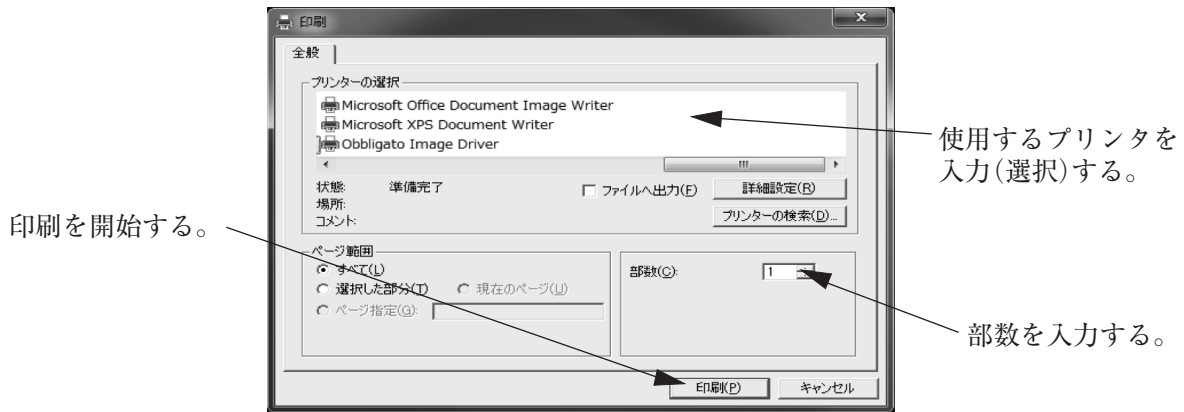 印刷
全般
プリンターの選択
Microsoft Office Document Image Writer
Microsoft XPS Document Writer
Obbligato Image Driver
使用するプリンタを
入力(選択)する。
状態: 準備完了
ファイルへ出力(F)
詳細設定(R)
場所:
コメント:
プリンターの検索(D)...
印刷を開始する。
ページ範囲
すべて(L)
選択した部分(T) 現在のページ(U)
ページ指定(G):
部数(C): 1
部数を入力する。
印刷(P)
キャンセル